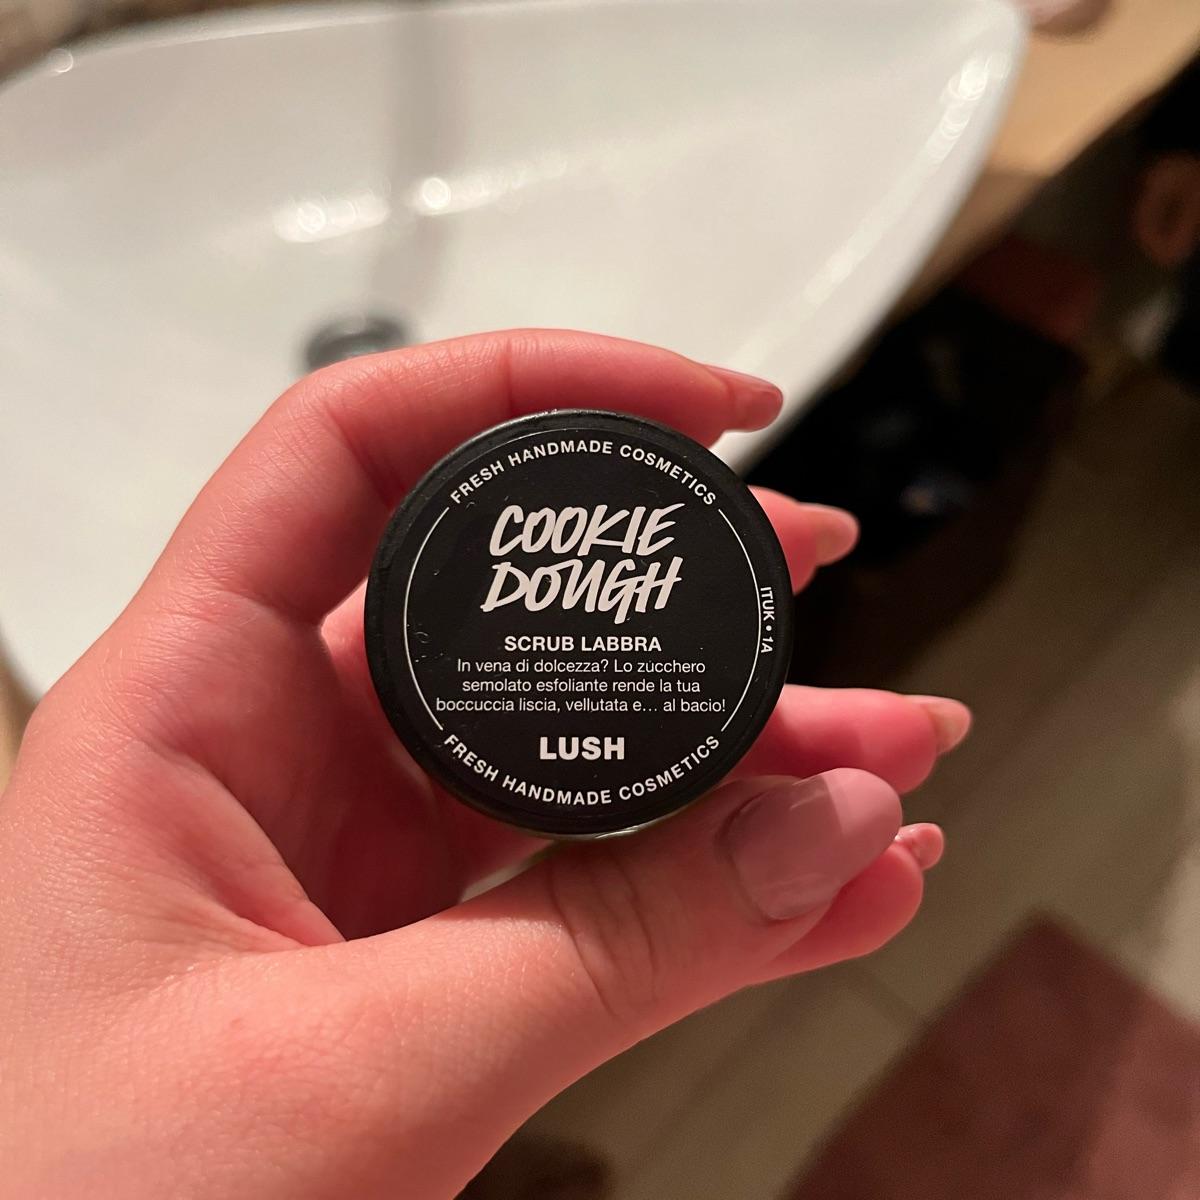 FRESH HANDMADE COSMETICS
COOKIE
DOUGH
SCRUB LABBRA
In vena di dolcezza? Lo zucchero
semolato esfoliante rende la tua
boccuccia liscia, vellutata e... al bacio!
LUSH
FRESH HANDMADE COSMETICS
ITUK • 1A